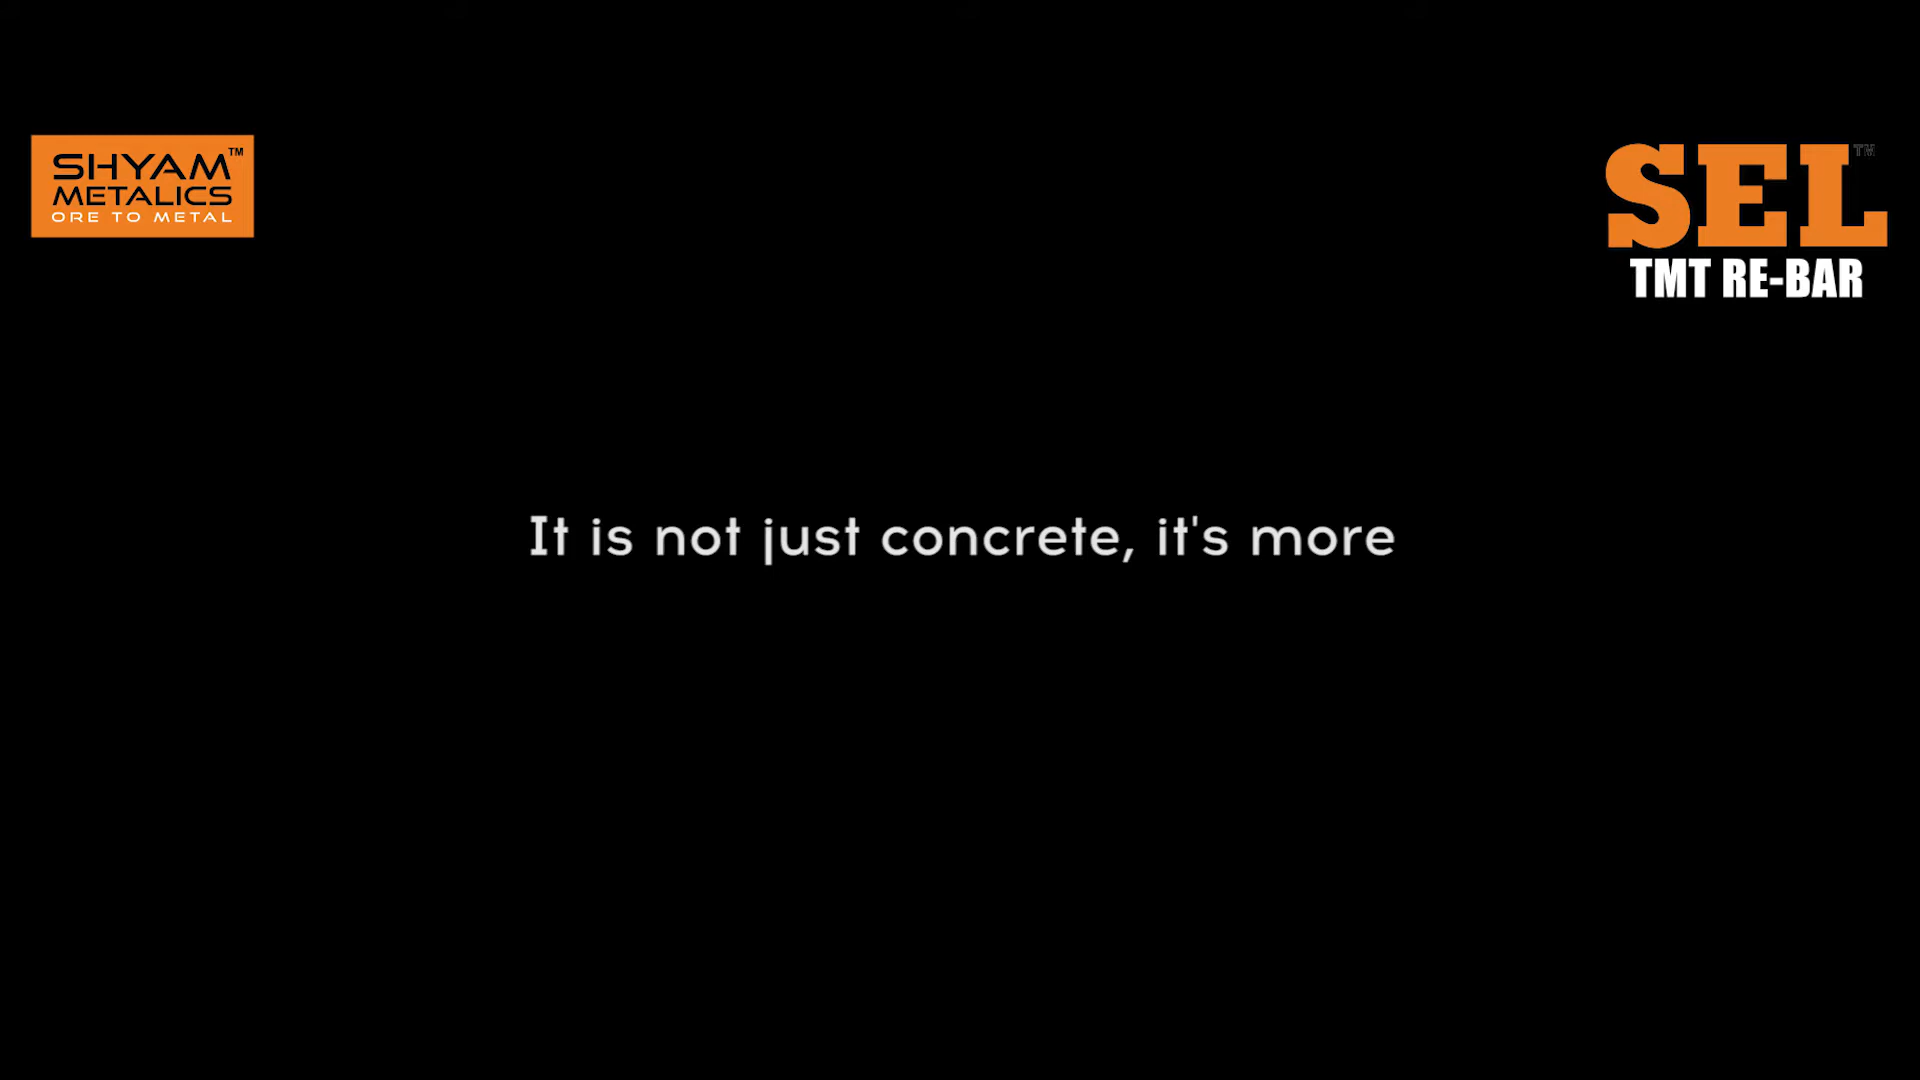 SHYAM™
METALICS
ORE TO METAL
SEL™
TMT RE-BAR
It is not just concrete, it's more